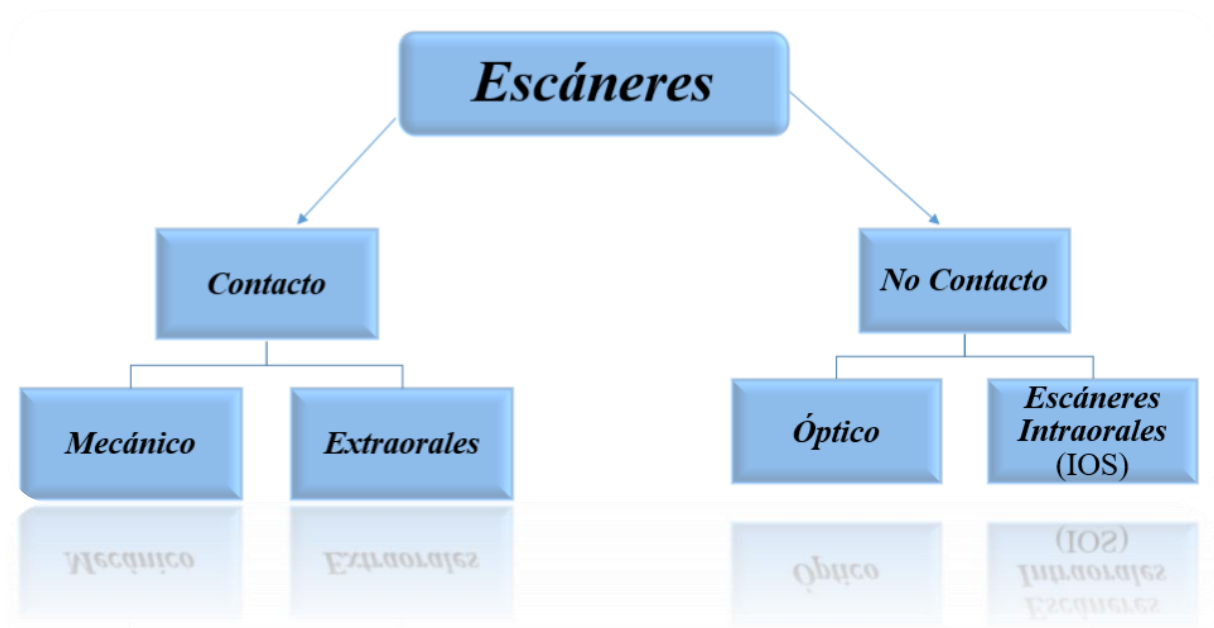 Escáneres
Contacto
No Contacto
Mecánico
Extraorales
Óptico
Escáneres
Intraorales
(IOS)